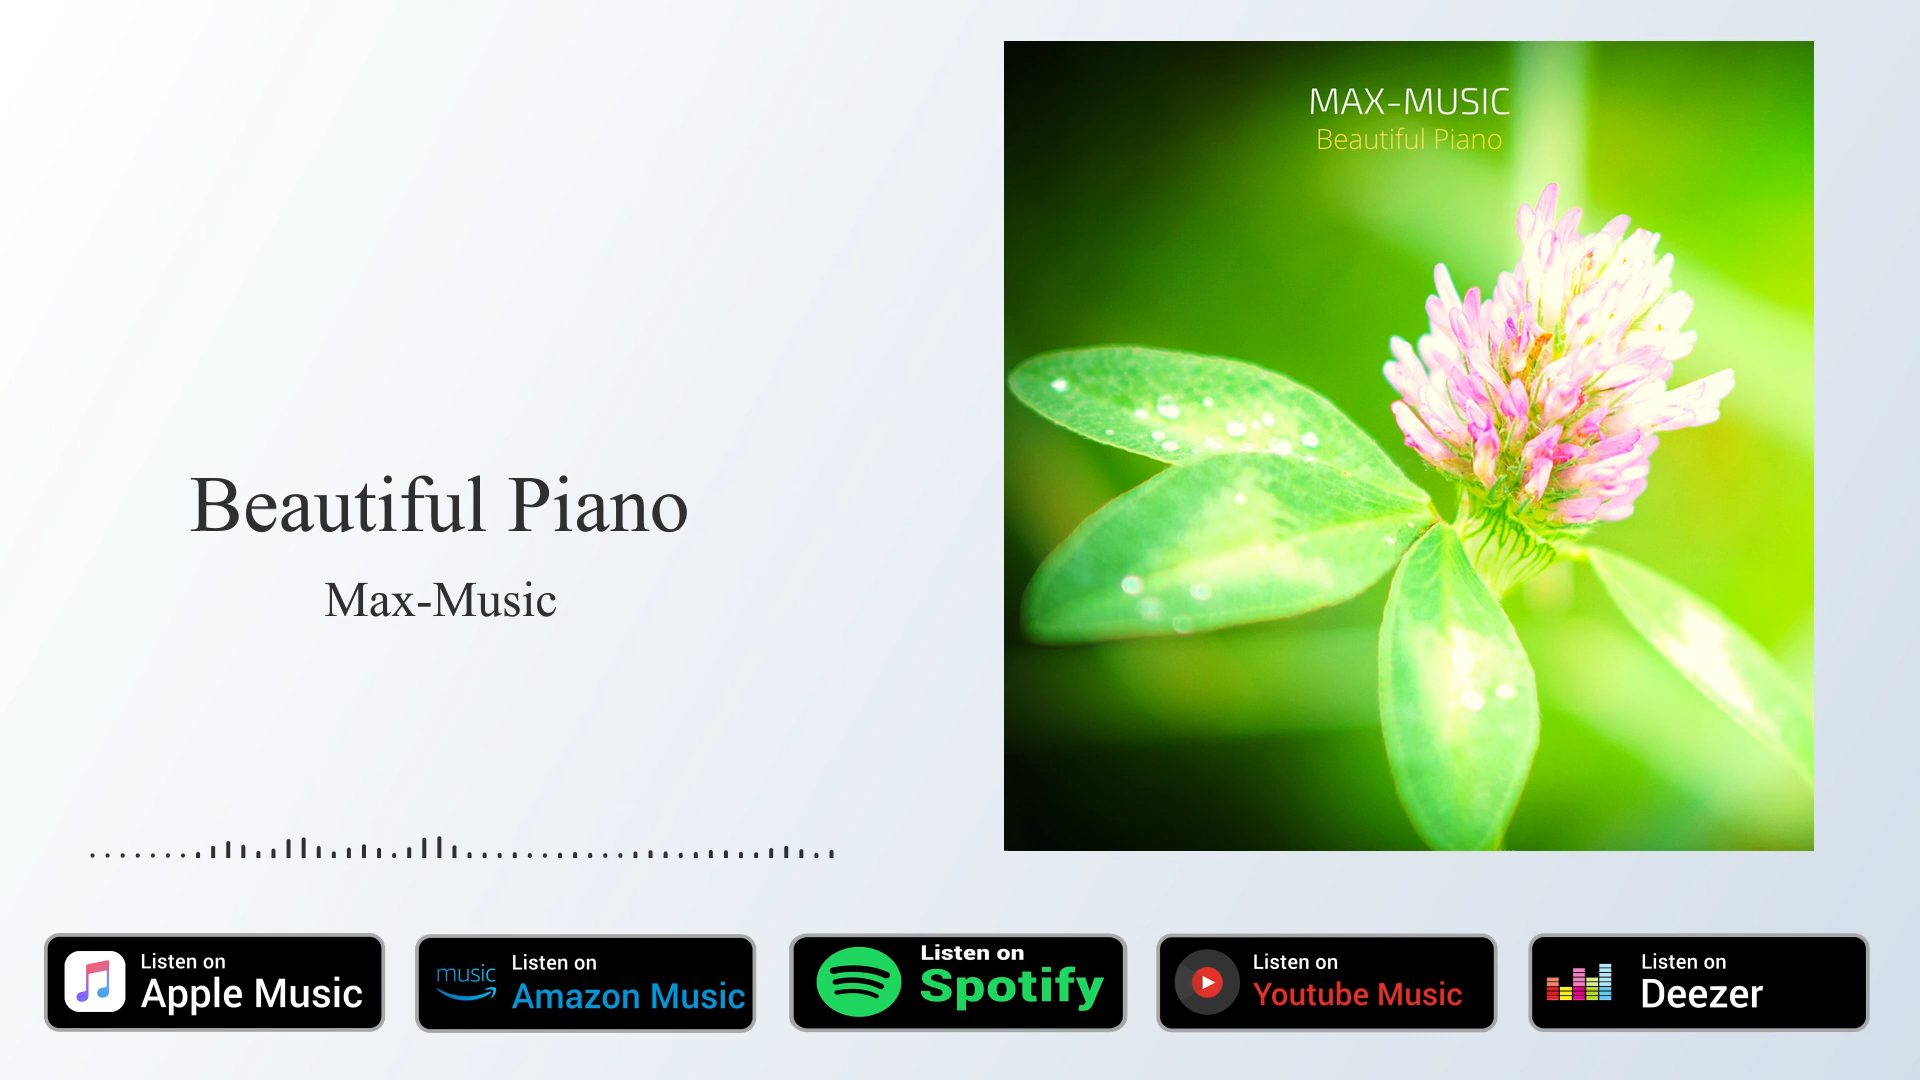 MAX-MUSIC
Beautiful Piano
Beautiful Piano
Max-Music
Listen on
Apple Music
music
Listen on
Amazon Music
Listen on
Spotify
Listen on
Youtube Music
Listen on
Deezer